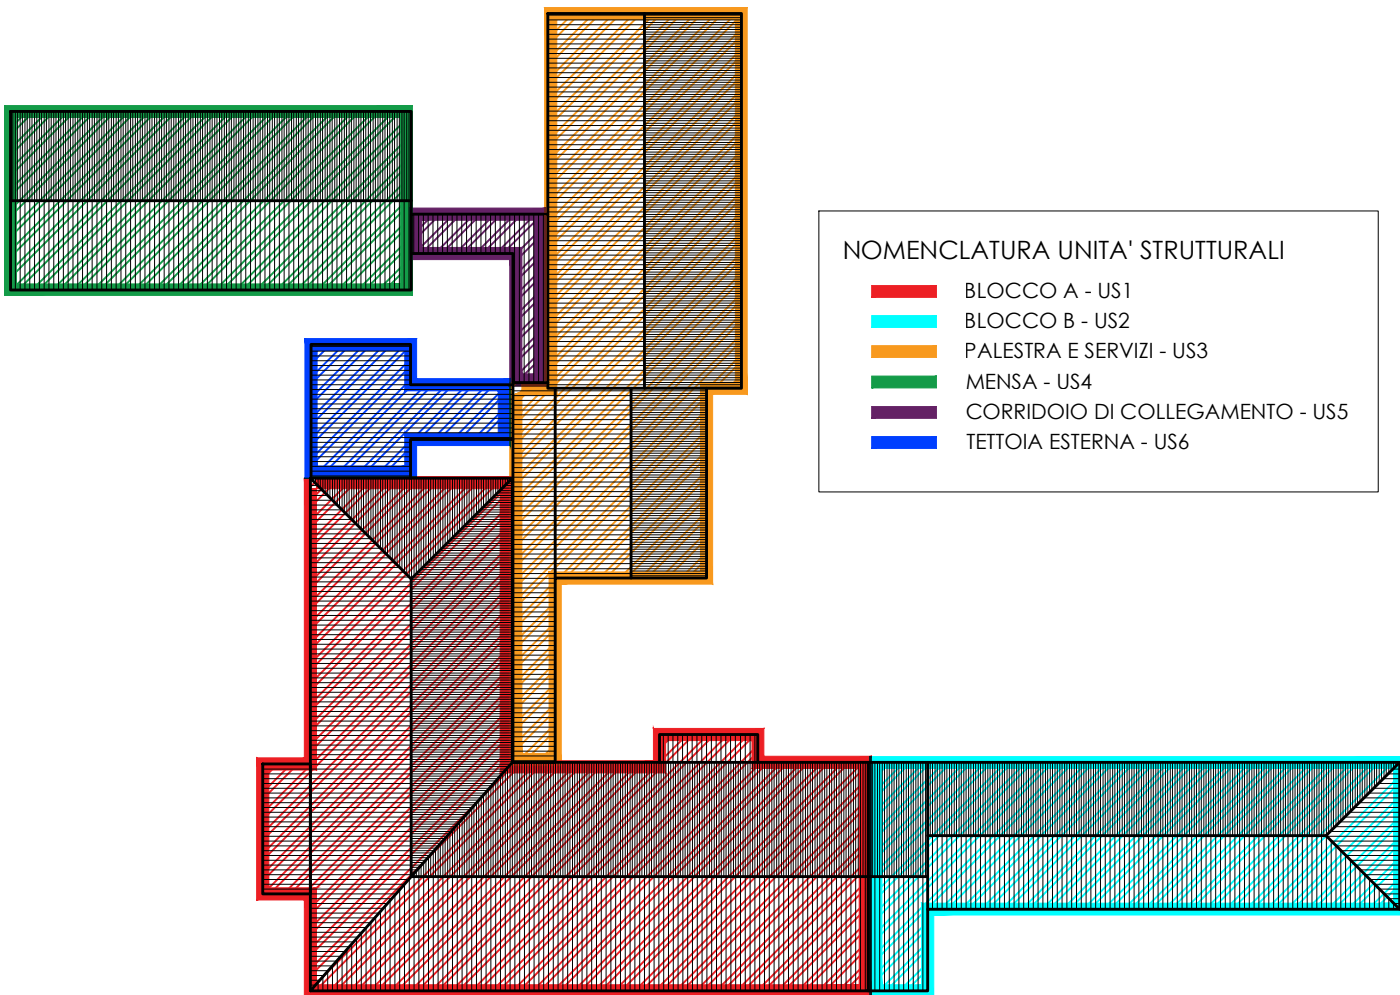 NOMENCLATURA UNITA' STRUTTURALI
BLOCCO A - US1
BLOCCO B - US2
PALESTRA E SERVIZI - US3
MENSA - US4
CORRIDOIO DI COLLEGAMENTO - US5
TETTOIA ESTERNA - US6